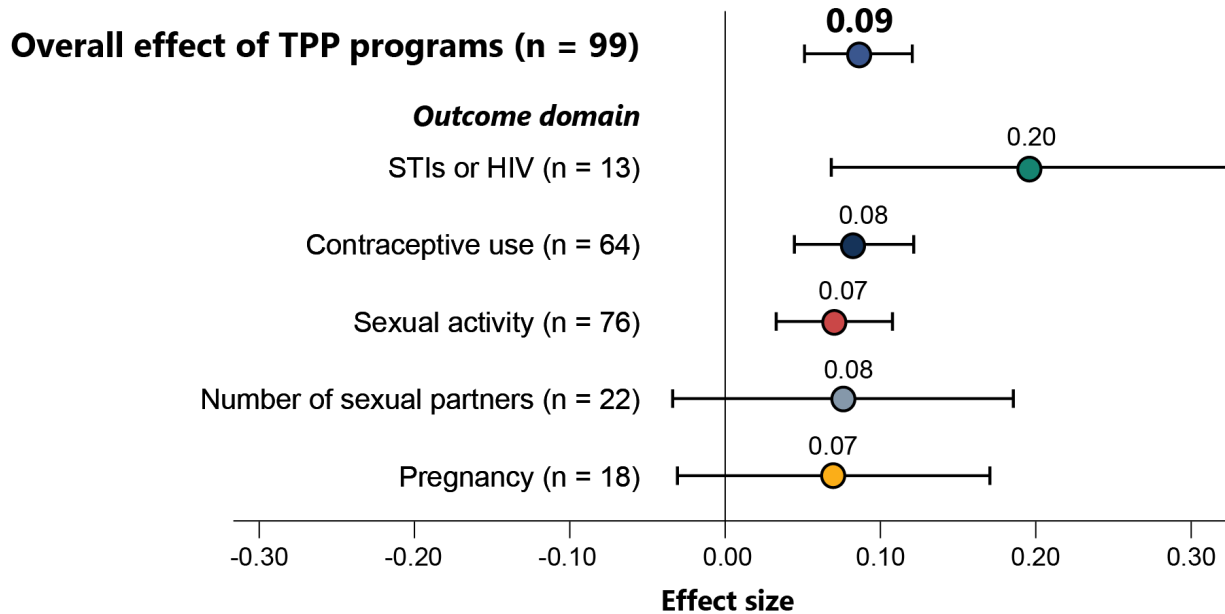 0.09
Overall effect of TPP programs (n = 99)
Outcome domain
0.20
STIs or HIV (n = 13)
0.08
Contraceptive use (n = 64)
0.07
Sexual activity (n = 76)
0.08
Number of sexual partners (n = 22)
0.07
Pregnancy (n = 18)
-0.30 -0.20 -0.10 0.00 0.10 0.20 0.30
Effect size